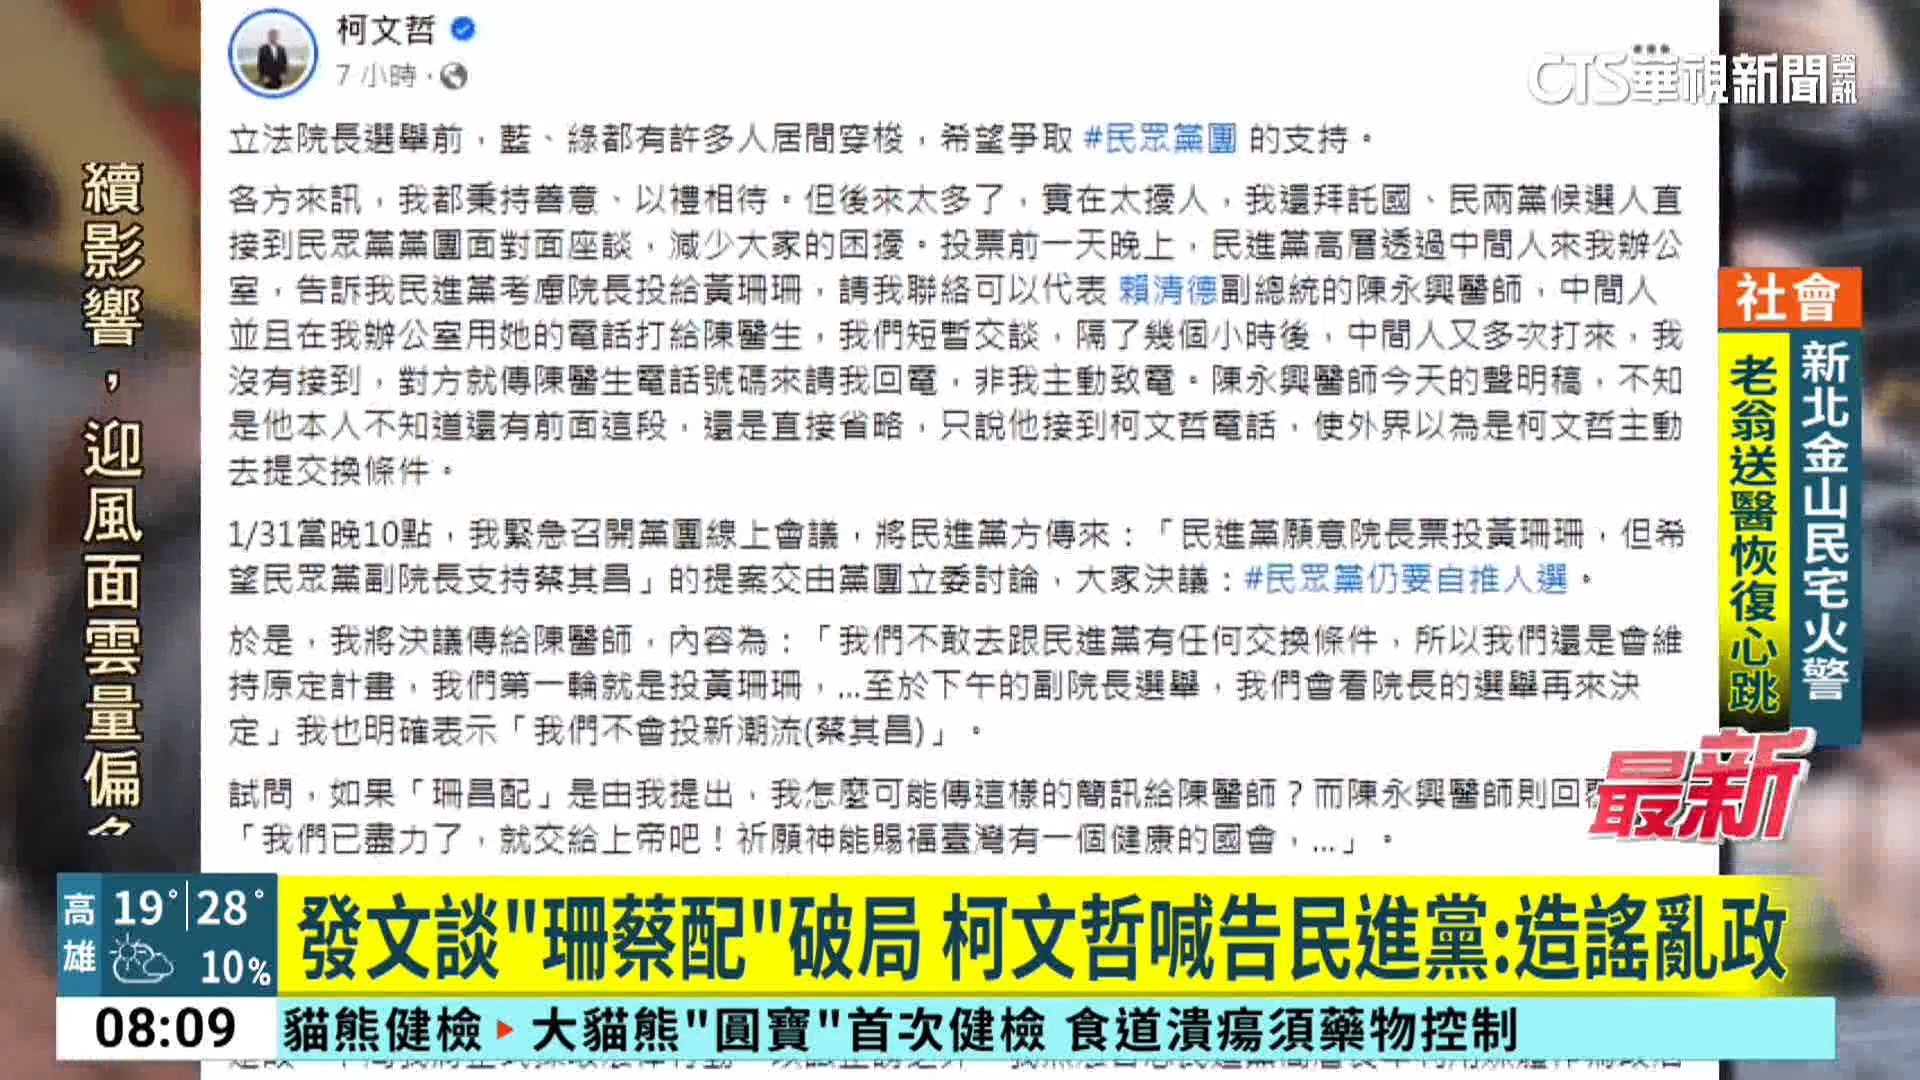 柯文哲
7 小時
CTS華視新聞資訊
立法院長選舉前，藍、綠都有許多人居間穿梭，希望爭取 #民眾黨團 的支持。
各方來訊，我都秉持善意、以禮相待。但後來太多了，實在太擾人，我還拜託國、民兩黨候選人直
接到民眾黨黨團面對面座談，減少大家的困擾。投票前一天晚上，民進黨高層透過中間人來我辦公
室，告訴我民進黨考慮院長投給黃珊珊，請我聯絡可以代表 賴清德副總統的陳永興醫師，中間人
並且在我辦公室用她的電話打給陳醫生，我們短暫交談，隔了幾個小時後，中間人又多次打來，我
沒有接到，對方就傳陳醫生電話號碼來請我回電，非我主動致電。陳永興醫師今天的聲明稿，不知
是他本人不知道還有前面這段，還是直接省略，只說他接到柯文哲電話，使外界以為是柯文哲主動
去提交換條件。
1/31當晚10點，我緊急召開黨團線上會議，將民進黨方傳來：「民進黨願意院長票投黃珊珊，但希
望民眾黨副院長支持蔡其昌」的提案交由黨團立委討論，大家決議：#民眾黨仍要自推人選。
於是，我將決議傳給陳醫師，內容為：「我們不敢去跟民進黨有任何交換條件，所以我們還是會維
持原定計畫，我們第一輪就是投黃珊珊，...至於下午的副院長選舉，我們會看院長的選舉再來決
定」我也明確表示「我們不會投新潮流(蔡其昌)」。
試問，如果「珊昌配」是由我提出，我怎麼可能傳這樣的簡訊給陳醫師？而陳永興醫師則回
「我們已盡力了，就交給上帝吧！祈願神能賜福臺灣有一個健康的國會，...」。
續影響，迎風面雲量偏
社會
新北金山民宅火警
老翁送醫恢復心跳
最新
高雄 19° 28°
10%
發文談"珊蔡配"破局 柯文哲喊告民進黨:造謠亂政
08:09
貓熊健檢 大貓熊"圓寶"首次健檢 食道潰瘍須藥物控制